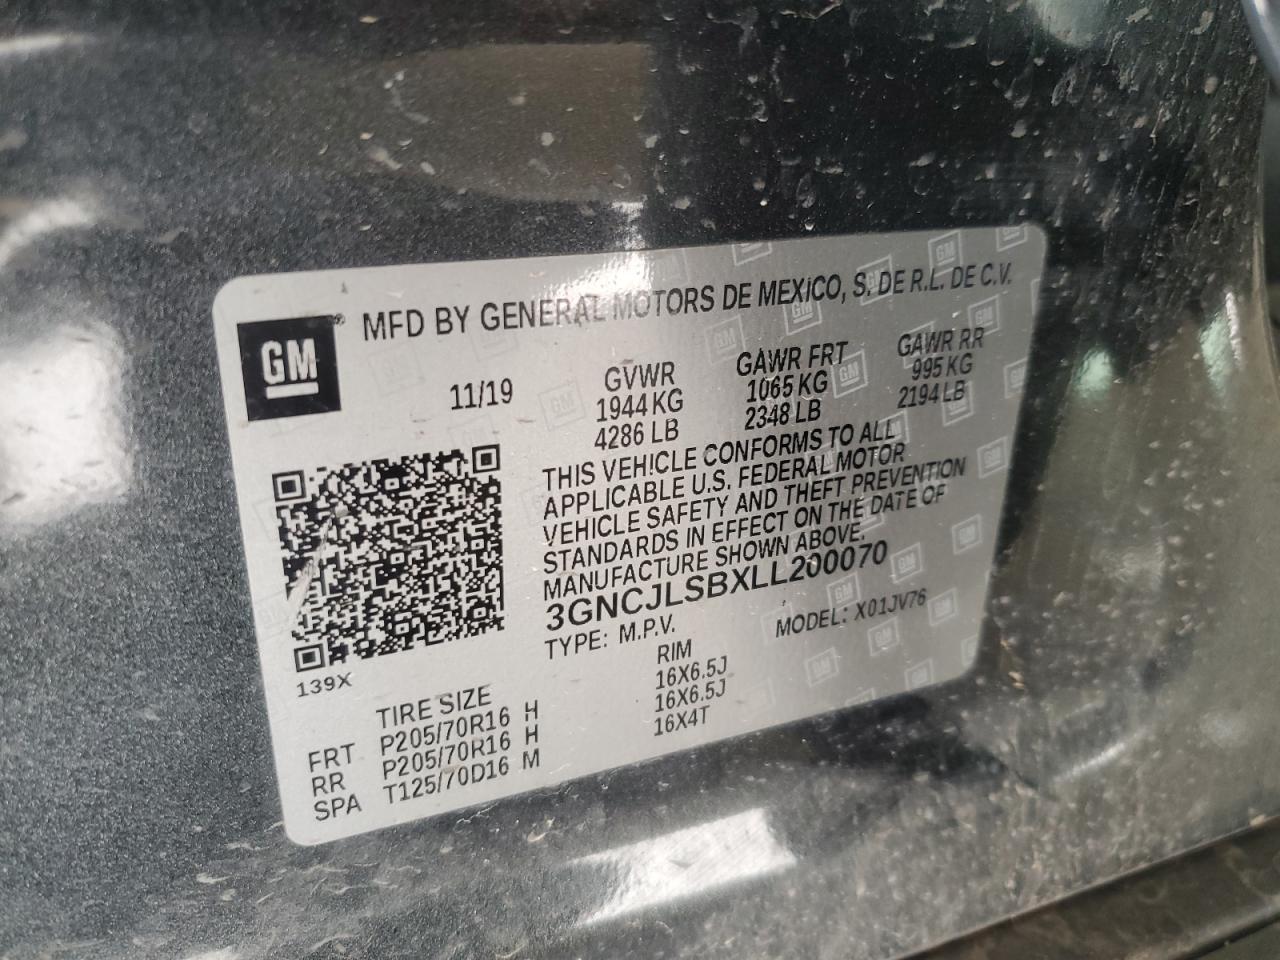 GM
MFD BY GENERAL MOTORS DE MEXICO, S. DE R.L. DE C.V.
11/19
GVWR
1944 KG
4286 LB
GAWR FRT
1065 KG
2348 LB
GAWR RR
995 KG
2194 LB
THIS VEHICLE CONFORMS TO ALL
APPLICABLE U.S. FEDERAL MOTOR
VEHICLE SAFETY AND THEFT PREVENTION
STANDARDS IN EFFECT ON THE DATE OF
MANUFACTURE SHOWN ABOVE.
3GNCJLSBXLL200070
TYPE: M.P.V. MODEL: X01JV76
139X
TIRE SIZE RIM
FRT P205/70R16 H 16X6.5J
RR P205/70R16 H 16X6.5J
SPA T125/70D16 M 16X4T